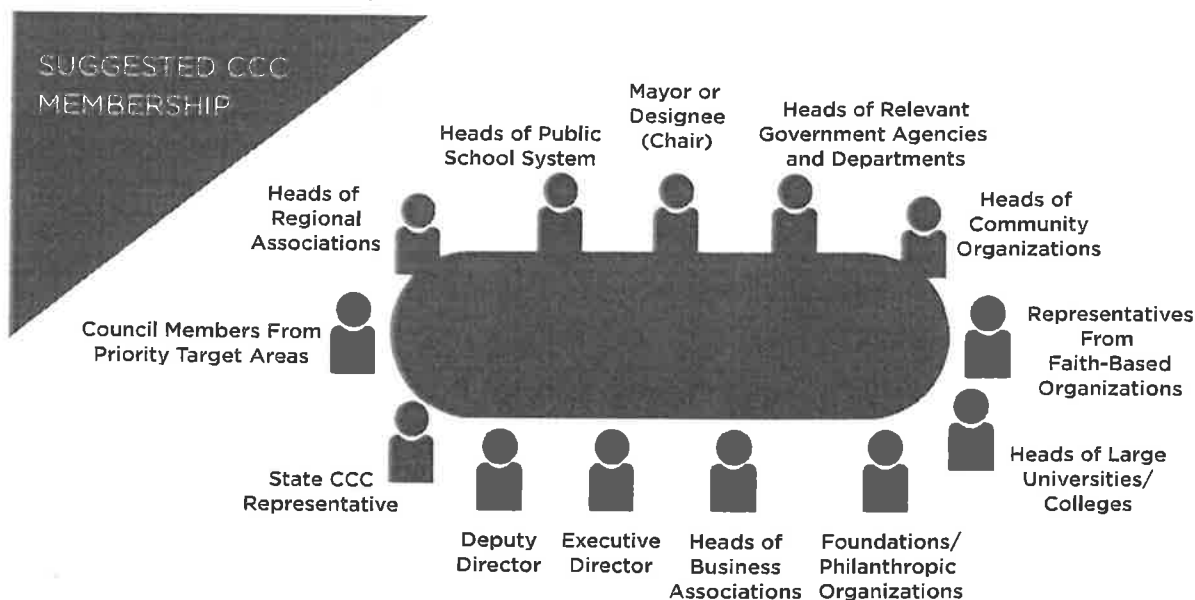 SUGGESTED CCC
MEMBERSHIP
Mayor or
Designee
(Chair)
Heads of Public
School System
Heads of Relevant
Government Agencies
and Departments
Heads of
Regional
Associations
Heads of
Community
Organizations
Council Members From
Priority Target Areas
Representatives
From
Faith-Based
Organizations
State CCC
Representative
Heads of Large
Universities/
Colleges
Deputy
Director
Executive
Director
Heads of
Business
Associations
Foundations/
Philanthropic
Organizations